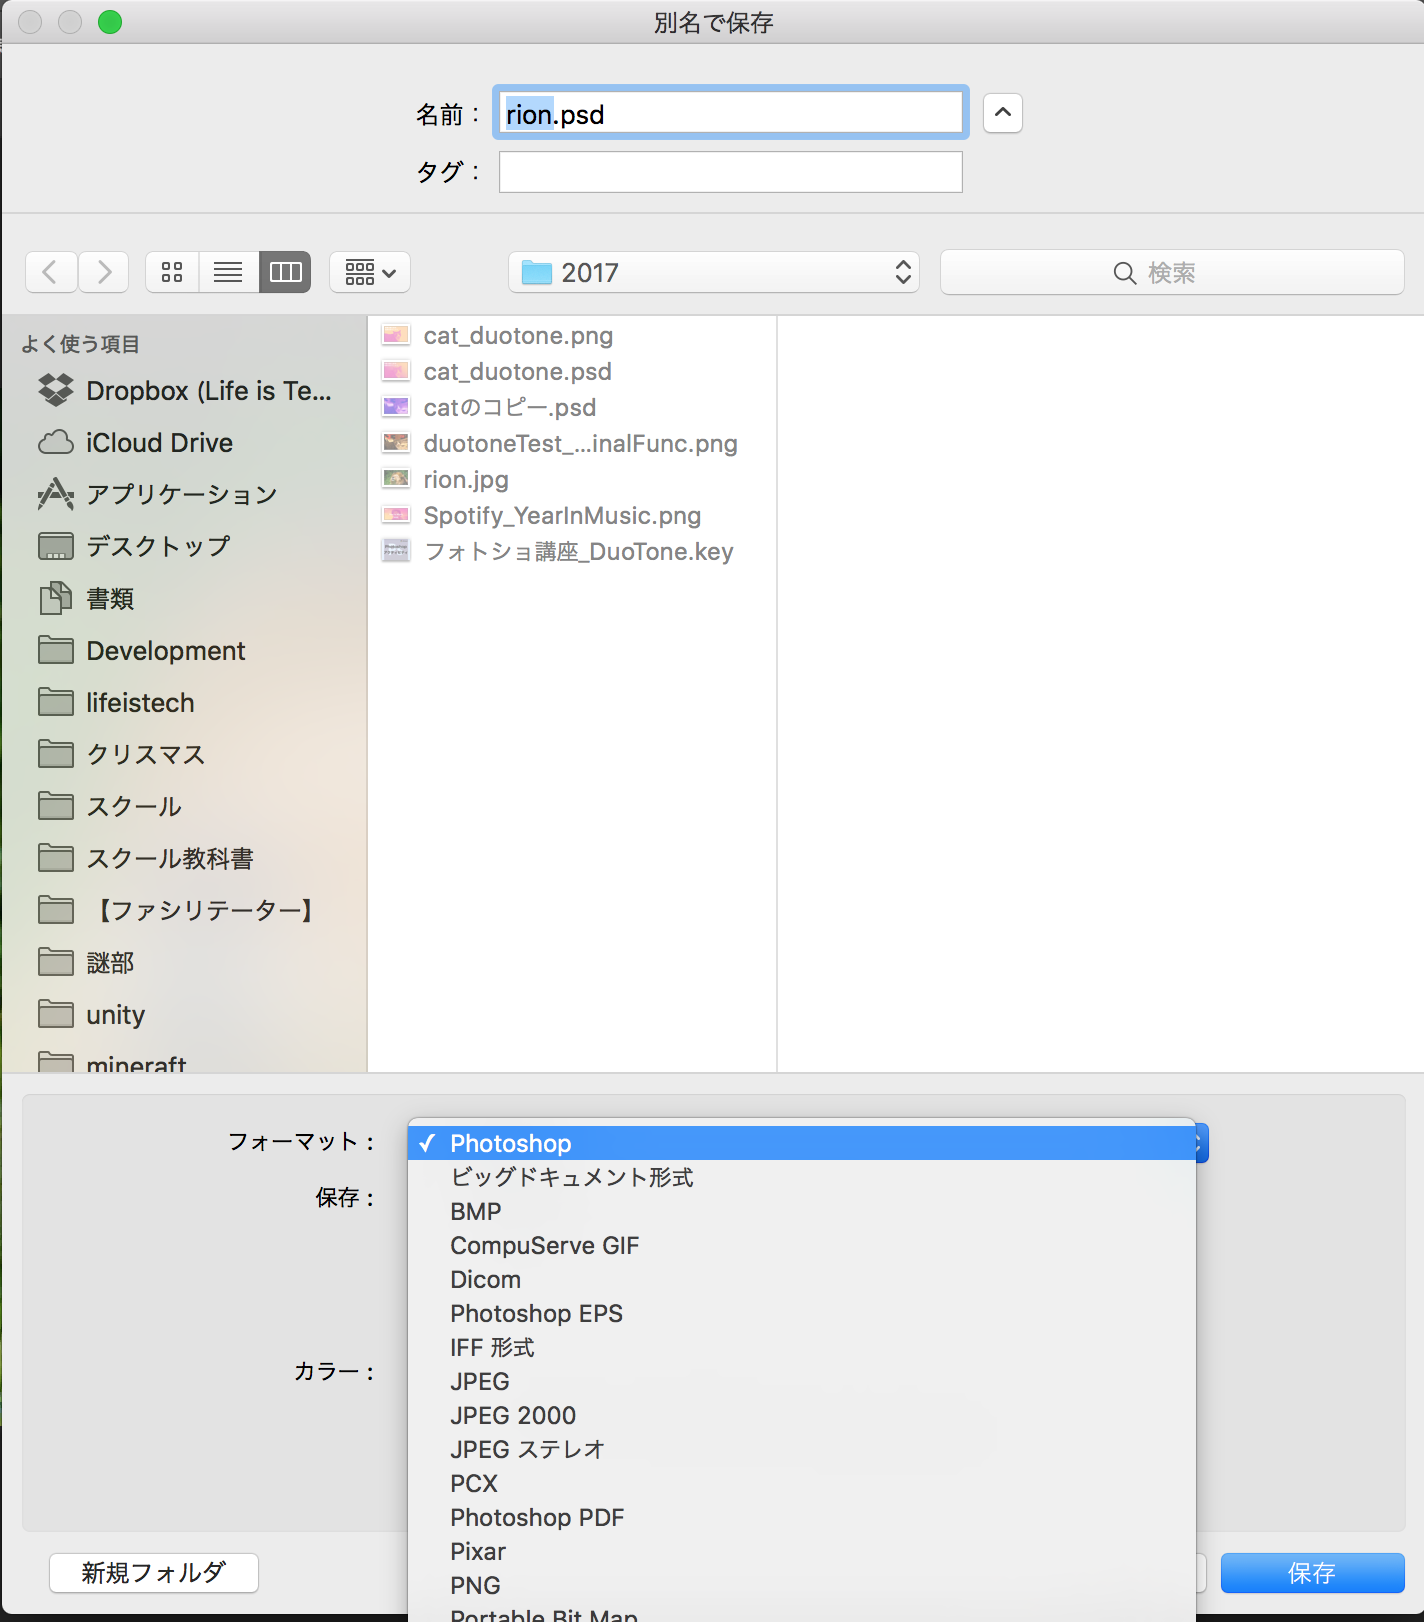 別名で保存
名前：
rion.psd
タグ：
2017
検索
よく使う項目
Dropbox (Life is Te...
iCloud Drive
アプリケーション
デスクトップ
書類
Development
lifeistech
クリスマス
スクール
スクール教科書
【ファシリテーター】
謎部
unity
mineraft
cat_duotone.png
cat_duotone.psd
catのコピー.psd
duotoneTest_...inalFunc.png
rion.jpg
Spotify_YearInMusic.png
フォトショ講座_DuoTone.key
フォーマット：
保存：
カラー：
Photoshop
ビッグドキュメント形式
BMP
CompuServe GIF
Dicom
Photoshop EPS
IFF 形式
JPEG
JPEG 2000
JPEG ステレオ
PCX
Photoshop PDF
Pixar
PNG
Portable Bit Map
新規フォルダ
保存